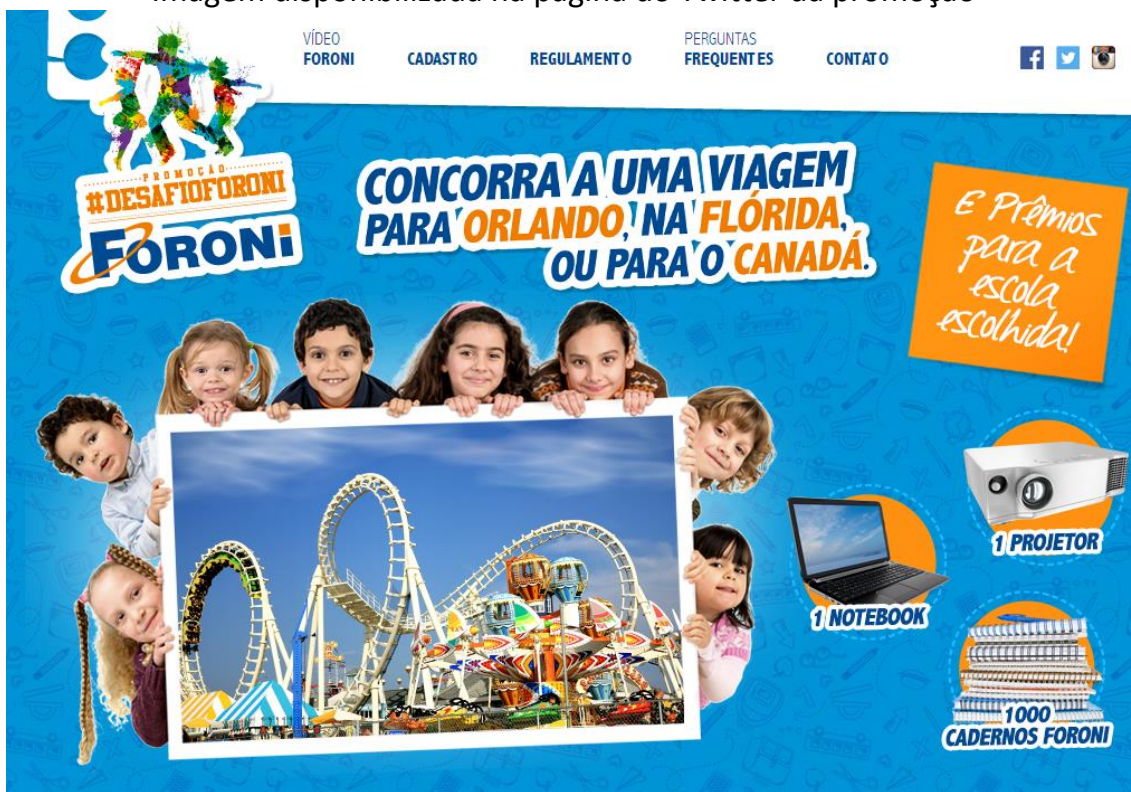 Imagem disponibilizada na página do Twitter da promoção
VÍDEO
FORONI
CADASTRO
REGULAMENTO
PERGUNTAS
FREQUENTES
CONTATO
PROMOÇÃO
#DESAFIOFORONI
FORONI
CONCORRA A UMA VIAGEM
PARA ORLANDO, NA FLÓRIDA,
OU PARA O CANADÁ.
E Prêmios
para a
escola
escolhida!
1 PROJETOR
1 NOTEBOOK
1000
CADERNOS FORONI